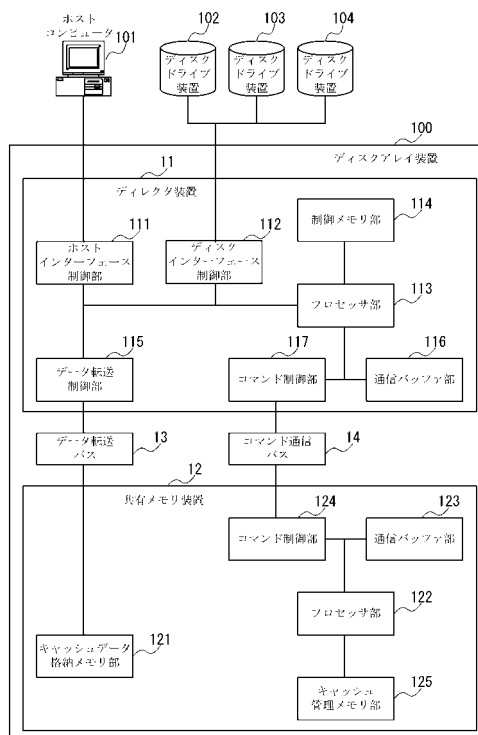 ホスト
コンピュータ
101
102
103
104
ディスク
ドライブ
装置
ディスク
ドライブ
装置
ディスク
ドライブ
装置
100
ディスクアレイ装置
11
ディレクタ装置
111
ホスト
インターフェース
制御部
112
ディスク
インターフェース
制御部
114
制御メモリ部
113
プロセッサ部
115
データ転送
制御部
117
コマンド制御部
116
通信バッファ部
13
データ転送
バス
14
コマンド通信
バス
12
共有メモリ装置
124
コマンド制御部
123
通信バッファ部
122
プロセッサ部
121
キャッシュデータ
格納メモリ部
125
キャッシュ
管理メモリ部